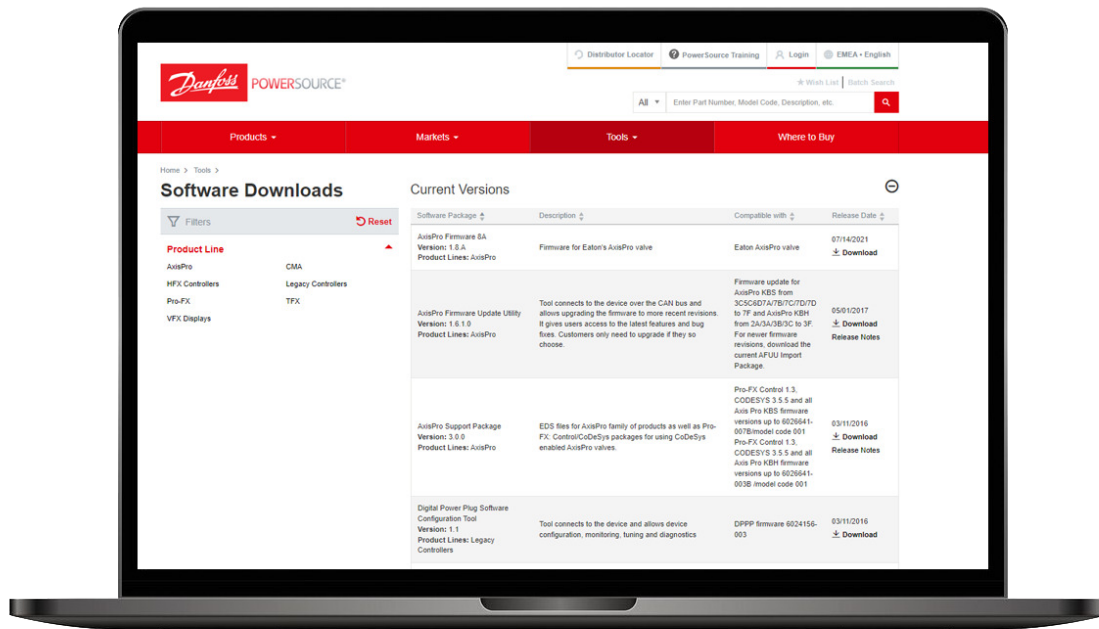 Distributor Locator
PowerSource Training
Login
EMEA • English
Danfoss
POWERSOURCE®
Wish List
Batch Search
All
Enter Part Number, Model Code, Description, etc.
Products
Markets
Tools
Where to Buy
Home > Tools >
Software Downloads
Filters
Reset
Product Line
AxisPro
CMA
HFX Controllers
Legacy Controllers
Pro-FX
TFX
VFX Displays
Current Versions
Software Package
Description
Compatible with
Release Date
AxisPro Firmware 8A
Version: 1.8.A
Product Lines: AxisPro
Firmware for Eaton's AxisPro valve
Eaton AxisPro valve
07/14/2021
Download
AxisPro Firmware Update Utility
Version: 1.6.1.0
Product Lines: AxisPro
Tool connects to the device over the CAN bus and
allows upgrading the firmware to more recent revisions.
It gives users access to the latest features and bug
fixes. Customers only need to upgrade if they so
choose.
Firmware update for
AxisPro KBS from
3C5C6D7A/7B/7C/7D/7D
to 7F and AxisPro KBH
from 2A/3A/3B/3C to 3F.
For newer firmware
revisions, download the
current AFUU Import
Package.
05/01/2017
Download
Release Notes
AxisPro Support Package
Version: 3.0.0
Product Lines: AxisPro
EDS files for AxisPro family of products as well as Pro-
FX: Control/CoDeSys packages for using CoDeSys
enabled AxisPro valves.
Pro-FX Control 1.3,
CODESYS 3.5.5 and all
Axis Pro KBS firmware
versions up to 6026641-
007B/model code 001
Pro-FX Control 1.3,
CODESYS 3.5.5 and all
Axis Pro KBH firmware
versions up to 6026641-
003B /model code 001
03/11/2016
Download
Release Notes
Digital Power Plug Software
Configuration Tool
Version: 1.1
Product Lines: Legacy
Controllers
Tool connects to the device and allows device
configuration, monitoring, tuning and diagnostics
DPPP firmware 6024156-
003
03/11/2016
Download